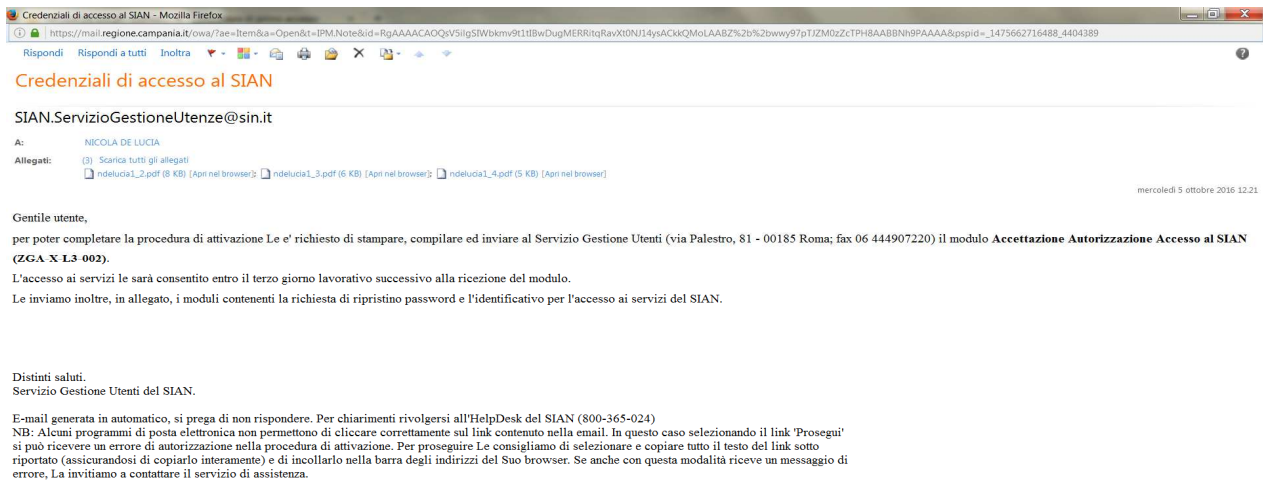 Credenziali di accesso al SIAN - Mozilla Firefox
https://mail.regione.campania.it/owa/?ae=Item&a=Open&t=IPM.Note&id=RgAAAACAOQsV5ilgSIWbkmv9t1tIBwDugMERRitqRavXt0NJ14ysACkkQMoLAABZ%2b%2bwwy97pTJZM0zZcTPH8AABBNh9PAAAA&pspid=_1475662716488_4404389
Rispondi Rispondi a tutti Inoltra
Credenziali di accesso al SIAN
SIAN.ServizioGestioneUtenze@sin.it
A: NICOLA DE LUCIA
Allegati: (3) Scarica tutti gli allegati
ndelucia1_2.pdf (8 KB) [Apri nel browser]; ndelucia1_3.pdf (6 KB) [Apri nel browser]; ndelucia1_4.pdf (5 KB) [Apri nel browser]
mercoledì 5 ottobre 2016 12.21
Gentile utente,
per poter completare la procedura di attivazione Le e' richiesto di stampare, compilare ed inviare al Servizio Gestione Utenti (via Palestro, 81 - 00185 Roma; fax 06 444907220) il modulo Accettazione Autorizzazione Accesso al SIAN
(ZGA-X-L3-002).
L'accesso ai servizi le sarà consentito entro il terzo giorno lavorativo successivo alla ricezione del modulo.
Le inviamo inoltre, in allegato, i moduli contenenti la richiesta di ripristino password e l'identificativo per l'accesso ai servizi del SIAN.
Distinti saluti.
Servizio Gestione Utenti del SIAN.
E-mail generata in automatico, si prega di non rispondere. Per chiarimenti rivolgersi all'HelpDesk del SIAN (800-365-024)
NB: Alcuni programmi di posta elettronica non permettono di cliccare correttamente sul link contenuto nella email. In questo caso selezionando il link 'Prosegui'
si può ricevere un errore di autorizzazione nella procedura di attivazione. Per proseguire Le consigliamo di selezionare e copiare tutto il testo del link sotto
riportato (assicurandosi di copiarlo interamente) e di incollarlo nella barra degli indirizzi del Suo browser. Se anche con questa modalità riceve un messaggio di
errore, La invitiamo a contattare il servizio di assistenza.